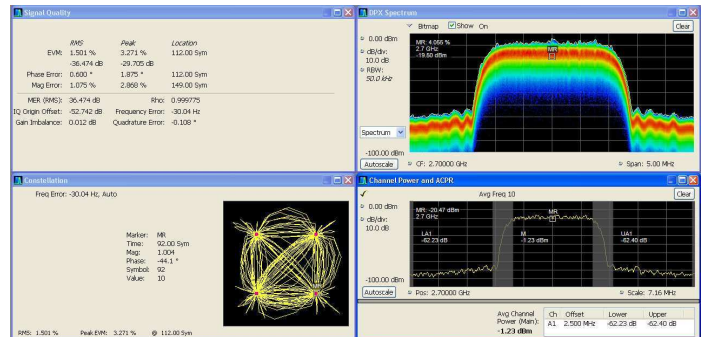 Signal Quality
RMS Peak Location
EVM: 1.501 % 3.271 % 112.00 Sym
-36.474 dB -29.705 dB
Phase Error: 0.600 ° 1.875 ° 112.00 Sym
Mag Error: 1.075 % 2.868 % 149.00 Sym
MER (RMS): 36.474 dB Rho: 0.999775
IQ Origin Offset: -52.742 dB Frequency Error: -30.04 Hz
Gain Imbalance: 0.012 dB Quadrature Error: -0.108 °
DPX Spectrum
Bitmap Show On Clear
0.00 dBm
dB/div:
10.0 dB
RBW:
50.0 kHz
MR: 4.055 %
2.7 GHz
-19.50 dBm
MR
Spectrum
-100.00 dBm
Autoscale CF: 2.70000 GHz Span: 5.00 MHz
Constellation
Freq Error: -30.04 Hz, Auto
Marker: MR
Time: 92.00 Sym
Mag: 1.004
Phase: -44.1 °
Symbol: 92
Value: 10
MR
RMS: 1.501 % Peak EVM: 3.271 % @ 112.00 Sym
Channel Power and ACPR
Avg Freq 10 Clear
0.00 dBm
dB/div:
10.0 dB
MR: -20.47 dBm
2.7 GHz
MR
LA1
-62.23 dB
M
-1.23 dBm
UA1
-62.40 dB
-100.00 dBm
Autoscale Pos: 2.70000 GHz Scale: 7.16 MHz
Avg Channel
Power (Main):
-1.23 dBm
Ch Offset Lower Upper
A1 2.500 MHz -62.23 dB -62.40 dB